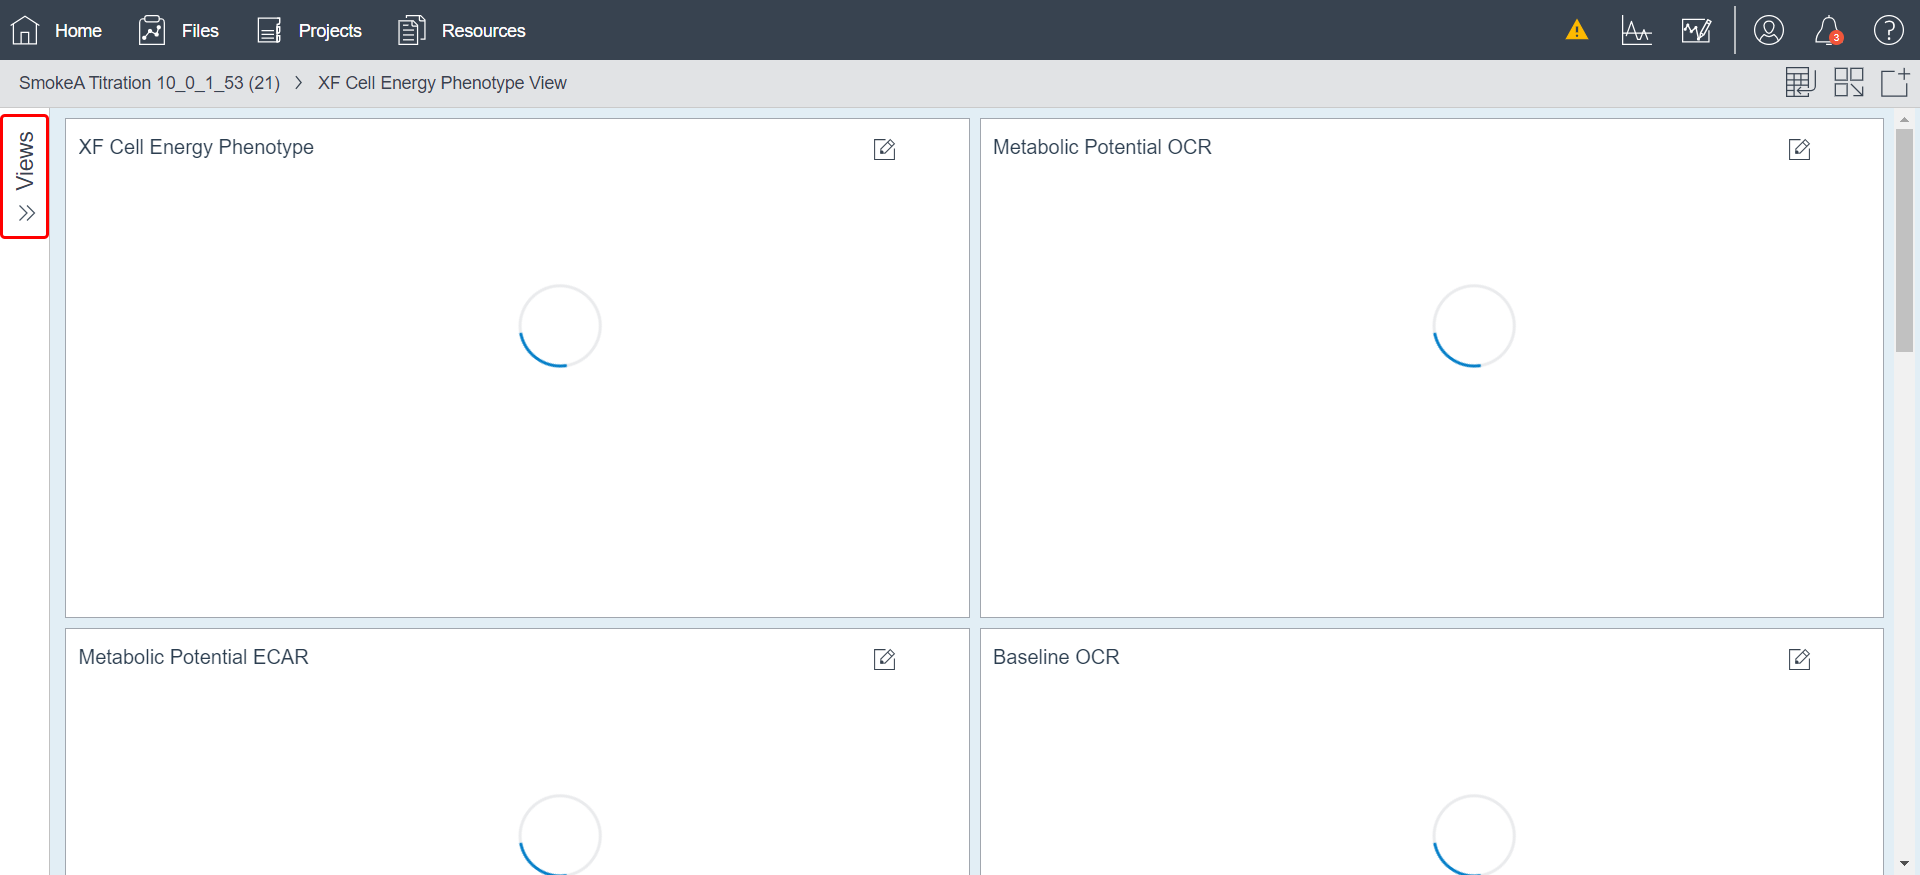 Home Files Projects Resources
3
SmokeA Titration 10_0_1_53 (21) > XF Cell Energy Phenotype View
Views
XF Cell Energy Phenotype
Metabolic Potential OCR
Metabolic Potential ECAR
Baseline OCR